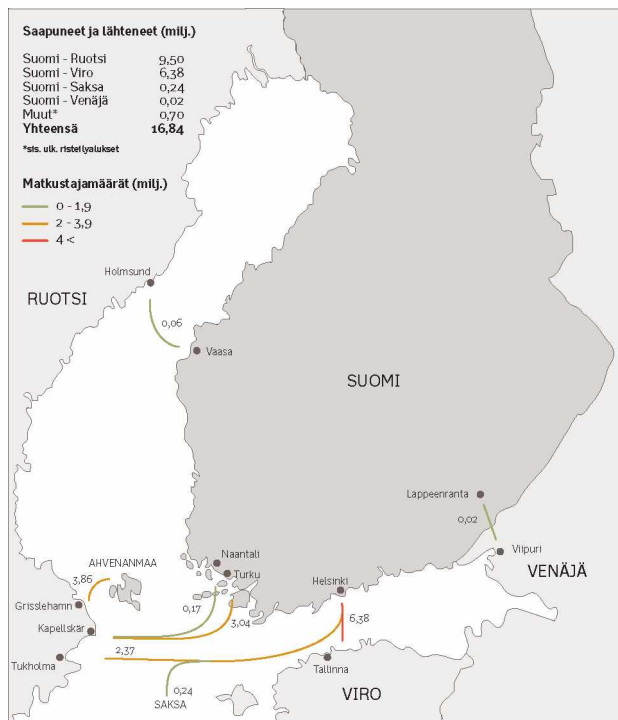 Saapuneet ja lähteneet (milj.)
Suomi - Ruotsi 9,50
Suomi - Viro 6,38
Suomi - Saksa 0,24
Suomi - Venäjä 0,02
Muut* 0,70
Yhteensä 16,84
*sis. ulk. risteilyalukset
Matkustajamäärät (milj.)
0 - 1,9
2 - 3,9
4 <
Holmsund
RUOTSI
0,06
Vaasa
SUOMI
Lappeenranta
0,02
Viipuri
VENÄJÄ
Naantali
Turku
AHVENANMAA
3,86
Helsinki
Grisslehamn
0,17
3,04
6,38
Kapellskär
2,37
Tukholma
Tallinna
0,24
SAKSA
VIRO